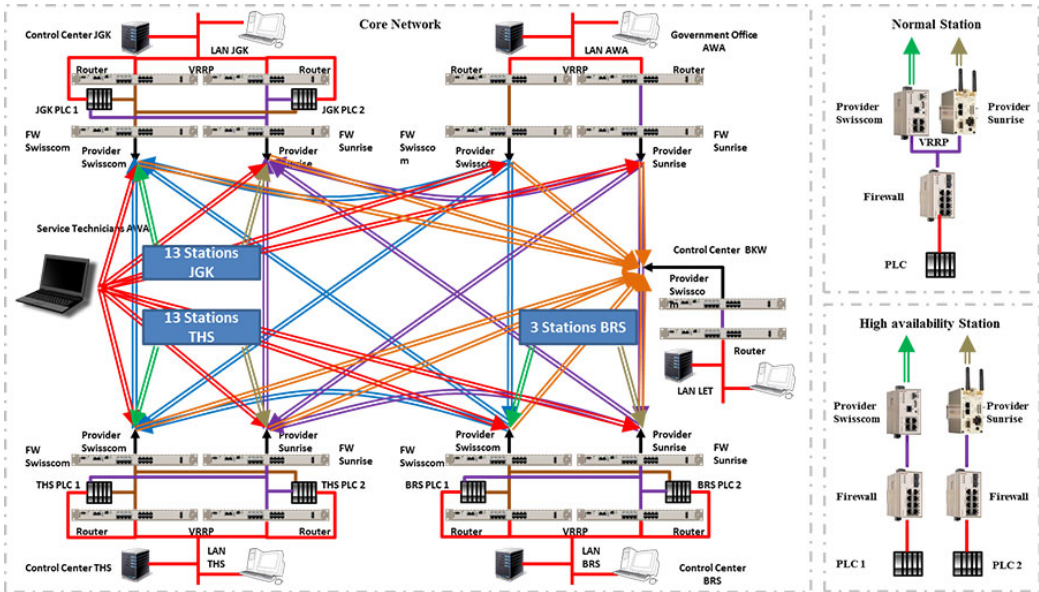 Control Center JGK
Core Network
LAN JGK
Router
VRRP
Router
JGK PLC 1
JGK PLC 2
FW
Swisscom
Provider
Swisscom
Provider
Sunrise
FW
Sunrise
Government Office
AWA
LAN AWA
Router
VRRP
Router
FW
Swissco
m
Provider
Swisscom
Provider
Sunrise
FW
Sunrise
Service Technicians AWA
13 Stations
JGK
13 Stations
THS
3 Stations BRS
Control Center BKW
Provider
Swissco
m
Router
LAN LET
FW
Swisscom
Provider
Swisscom
Provider
Sunrise
FW
Sunrise
THS PLC 1
THS PLC 2
Router
VRRP
Router
Control Center THS
LAN
THS
FW
Swisscom
Provider
Swisscom
Provider
Sunrise
FW
Sunrise
BRS PLC 1
BRS PLC 2
Router
VRRP
Router
LAN
BRS
Control Center
BRS
Normal Station
Provider
Swisscom
Provider
Sunrise
VRRP
Firewall
PLC
High availability Station
Provider
Swisscom
Provider
Sunrise
Firewall
Firewall
PLC 1
PLC 2